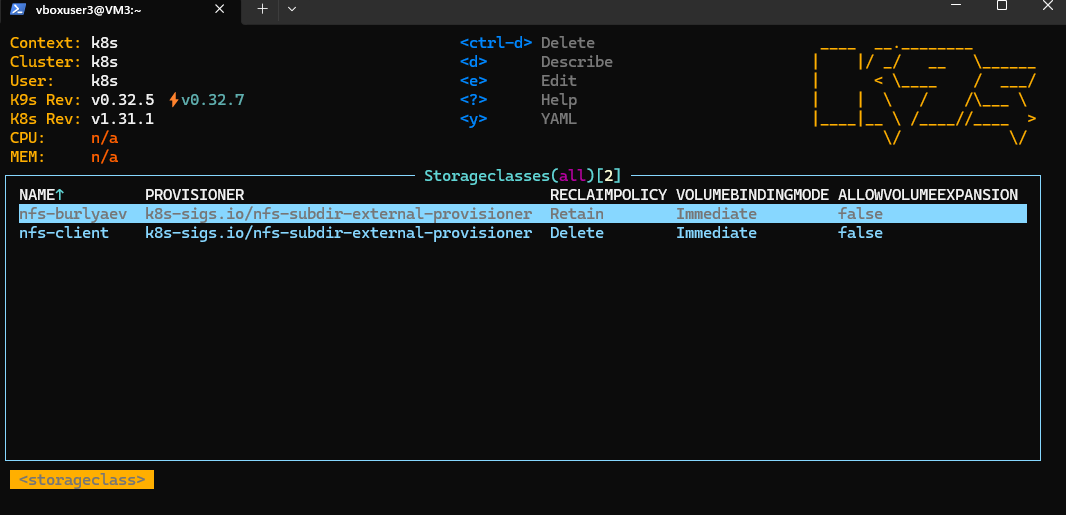 vboxuser3@VM3:~
Context: k8s <ctrl-d> Delete
Cluster: k8s <d> Describe
User: k8s <e> Edit
K9s Rev: v0.32.5 ⚡v0.32.7 <?> Help
K8s Rev: v1.31.1 <y> YAML
CPU: n/a
MEM: n/a
Storageclasses(all)[2]
NAME↑ PROVISIONER RECLAIMPOLICY VOLUMEBINDINGMODE ALLOWVOLUMEEXPANSION
nfs-burlyaev k8s-sigs.io/nfs-subdir-external-provisioner Retain Immediate false
nfs-client k8s-sigs.io/nfs-subdir-external-provisioner Delete Immediate false
<storageclass>